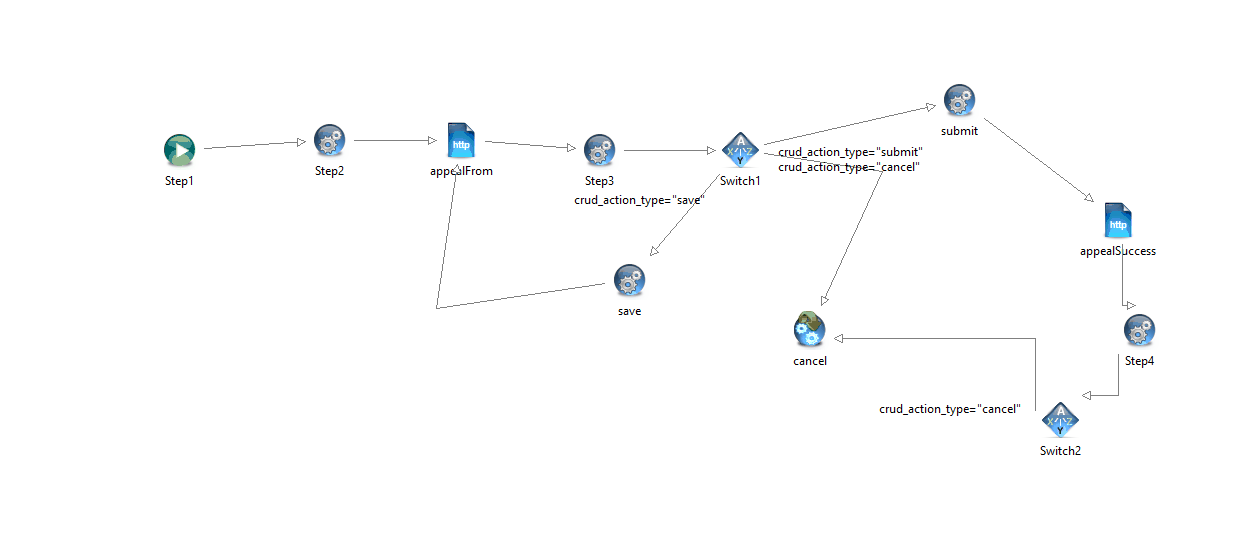 submit
crud_action_type="submit"
crud_action_type="cancel"
http
appealFrom
Step1
Step2
Step3
Switch1
crud_action_type="save"
http
appealSuccess
save
cancel
Step4
crud_action_type="cancel"
Switch2
A
X
Z
Y
A
X
Z
Y